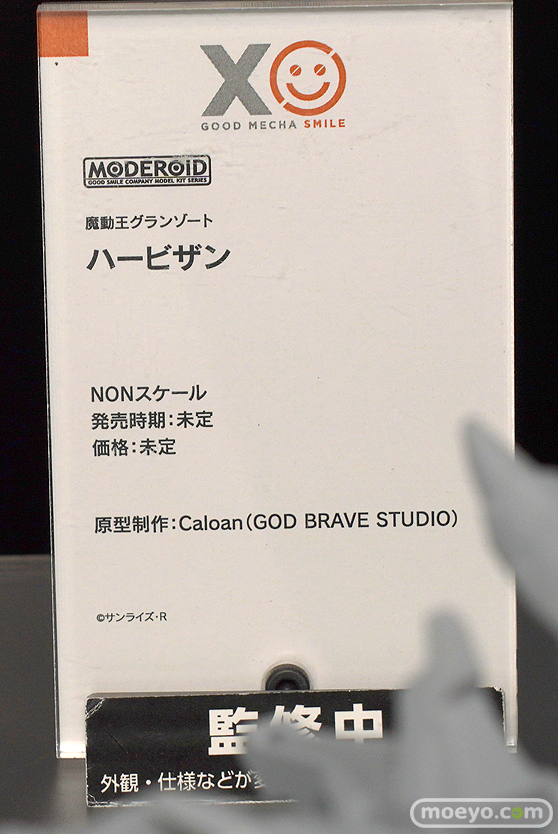 XO
GOOD MECHA SMILE
MODEROID
GOOD SMILE COMPANY MODEL KIT SERIES
魔動王グランゾート
ハービザン
NONスケール
発売時期：未定
価格：未定
原型制作：Caloan（GOD BRAVE STUDIO）
©サンライズ・R
監修中
外観・仕様などが変
moeyo.com